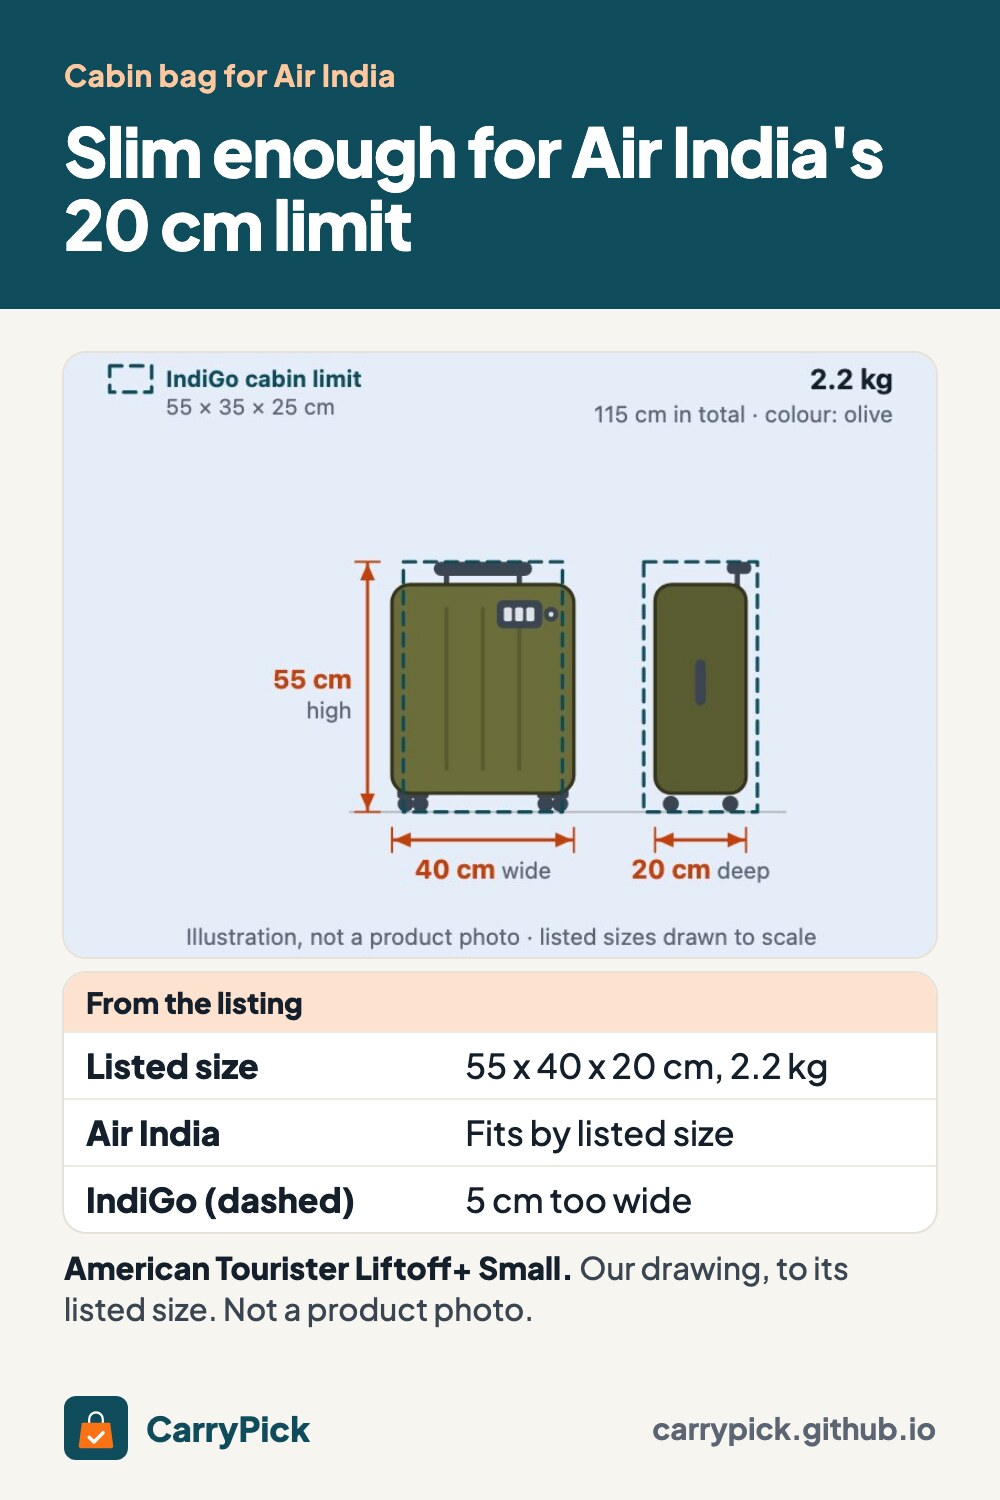 Cabin bag for Air India
Slim enough for Air India's
20 cm limit
IndiGo cabin limit
55 × 35 × 25 cm
2.2 kg
115 cm in total · colour: olive
55 cm
high
40 cm wide
20 cm deep
Illustration, not a product photo · listed sizes drawn to scale
From the listing
Listed size 55 x 40 x 20 cm, 2.2 kg
Air India Fits by listed size
IndiGo (dashed) 5 cm too wide
American Tourister Liftoff+ Small. Our drawing, to its
listed size. Not a product photo.
CarryPick
carrypick.github.io